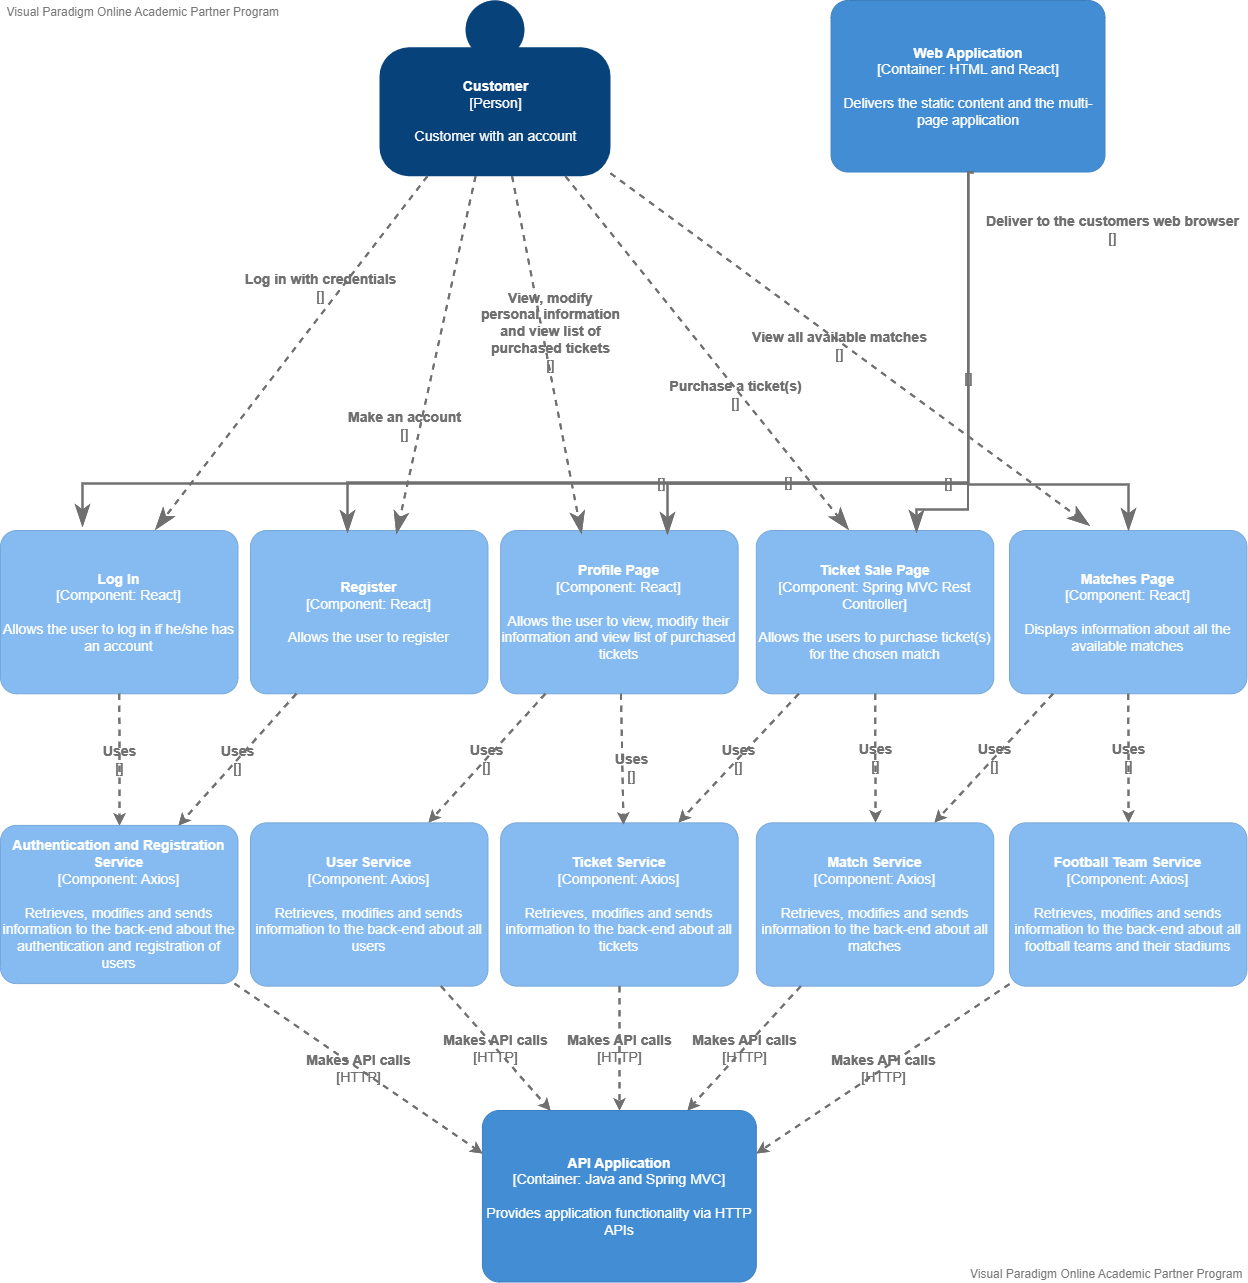 Visual Paradigm Online Academic Partner Program
Customer
[Person]
Customer with an account
Web Application
[Container: HTML and React]
Delivers the static content and the multi-
page application
Deliver to the customers web browser
[]
Log in with credentials
[]
View, modify
personal information
and view list of
purchased tickets
[]
View all available matches
[]
Purchase a ticket(s)
[]
[]
Make an account
[]
[]
[]
[]
Log In
[Component: React]
Allows the user to log in if he/she has
an account
Register
[Component: React]
Allows the user to register
Profile Page
[Component: React]
Allows the user to view, modify their
information and view list of purchased
tickets
Ticket Sale Page
[Component: Spring MVC Rest
Controller]
Allows the users to purchase ticket(s)
for the chosen match
Matches Page
[Component: React]
Displays information about all the
available matches
Uses
[]
Uses
[]
Uses
[]
Uses
[]
Uses
[]
Uses
[]
Uses
[]
Uses
[]
Authentication and Registration
Service
[Component: Axios]
Retrieves, modifies and sends
information to the back-end about the
authentication and registration of
users
User Service
[Component: Axios]
Retrieves, modifies and sends
information to the back-end about all
users
Ticket Service
[Component: Axios]
Retrieves, modifies and sends
information to the back-end about all
tickets
Match Service
[Component: Axios]
Retrieves, modifies and sends
information to the back-end about all
matches
Football Team Service
[Component: Axios]
Retrieves, modifies and sends
information to the back-end about all
football teams and their stadiums
Makes API calls
[HTTP]
Makes API calls
[HTTP]
Makes API calls
[HTTP]
Makes API calls
[HTTP]
Makes API calls
[HTTP]
API Application
[Container: Java and Spring MVC]
Provides application functionality via HTTP
APIs
Visual Paradigm Online Academic Partner Program